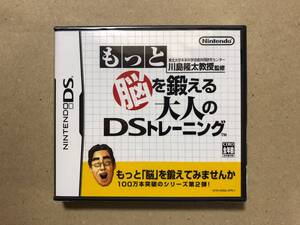 Nintendo
東北大学未来科学技術共同研究センター
川島隆太教授監修
もっと
脳を鍛える
大人の
DSトレーニング
TM
NINTENDO DS
もっと「脳」を鍛えてみませんか
100万本突破のシリーズ第2弾!